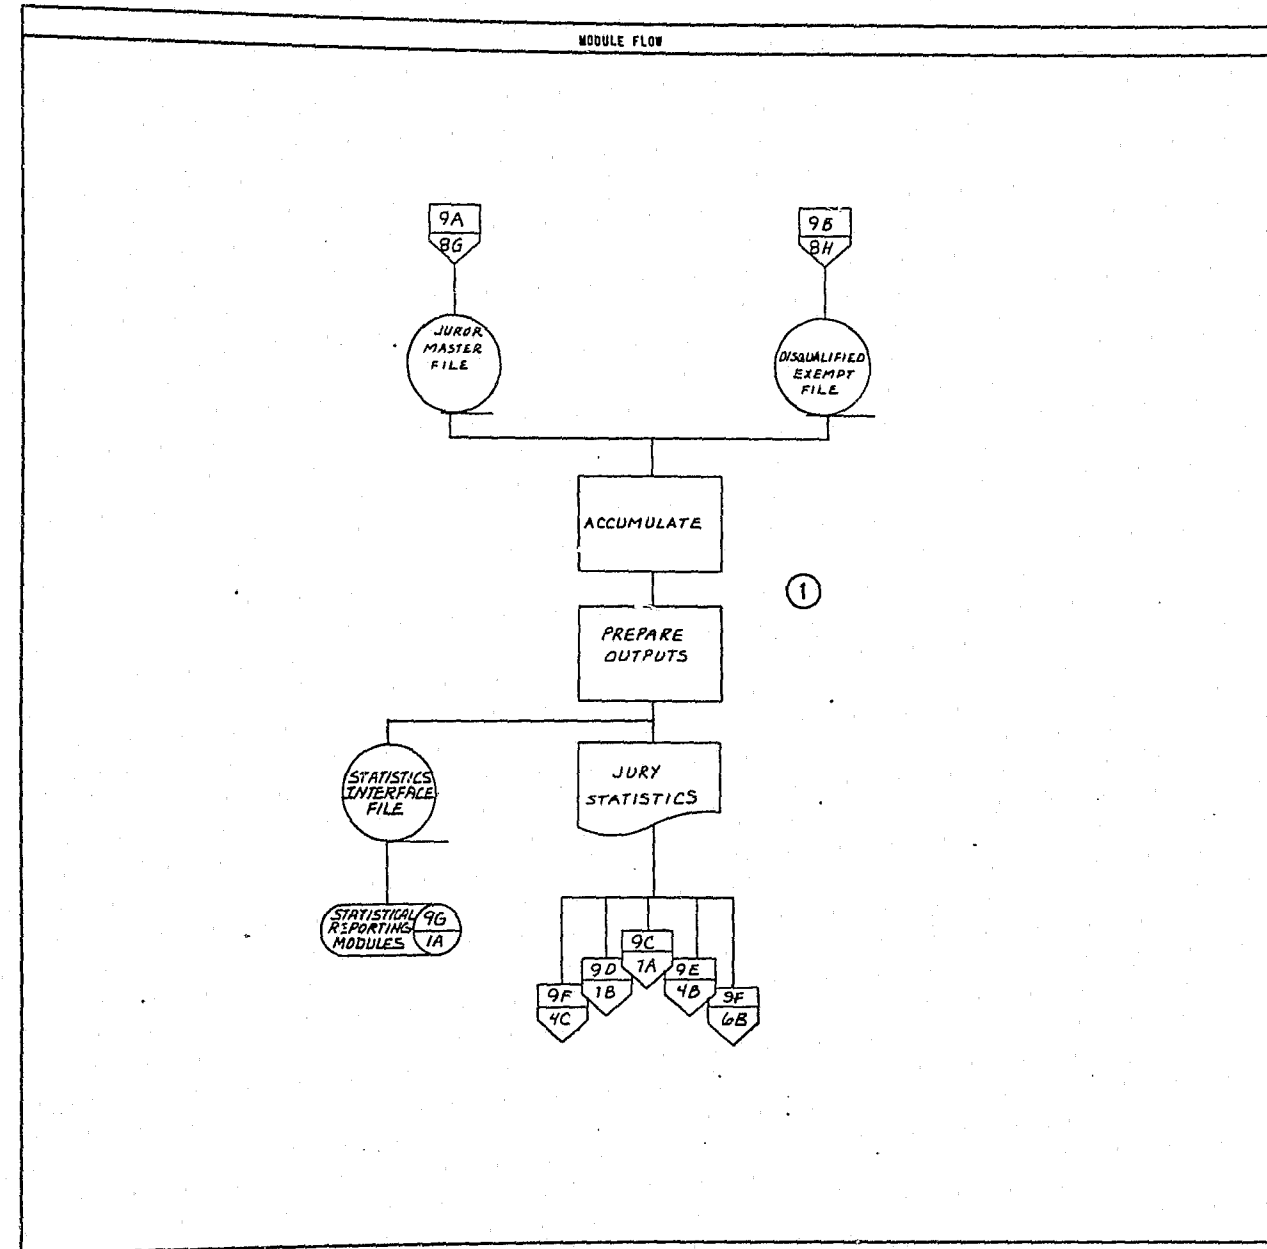 MODULE FLOW
9A
8G
9B
8H
JUROR
MASTER
FILE
DISQUALIFIED
EXEMPT
FILE
ACCUMULATE
1
PREPARE
OUTPUTS
STATISTICS
INTERFACE
FILE
JURY
STATISTICS
STATISTICAL
REPORTING
MODULES
9G
1A
9C
7A
9D
1B
9E
4B
9F
4C
9F
6B